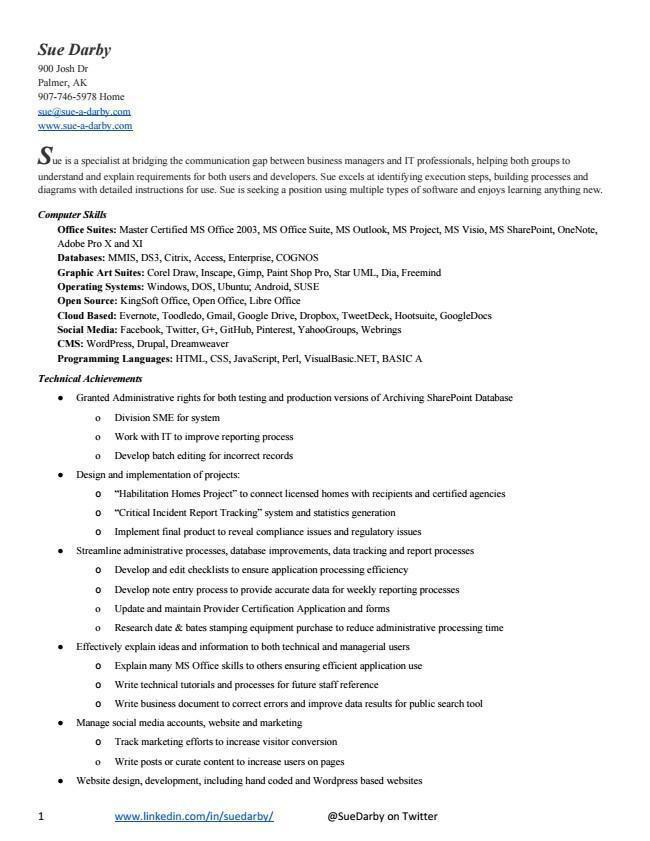 Sue Darby
900 Josh Dr
Palmer, AK
907-746-5978 Home
sue@sue-a-darby.com
www.sue-a-darby.com
Sue is a specialist at bridging the communication gap between business managers and IT professionals, helping both groups to
understand and explain requirements for both users and developers. Sue excels at identifying execution steps, building processes and
diagrams with detailed instructions for use. Sue is seeking a position using multiple types of software and enjoys learning anything new.
Computer Skills
Office Suites: Master Certified MS Office 2003, MS Office Suite, MS Outlook, MS Project, MS Visio, MS SharePoint, OneNote,
Adobe Pro X and XI
Databases: MMIS, DS3, Citrix, Access, Enterprise, COGNOS
Graphic Art Suites: Corel Draw, Inscape, Gimp, Paint Shop Pro, Star UML, Dia, Freemind
Operating Systems: Windows, DOS, Ubuntu; Android, SUSE
Open Source: KingSoft Office, Open Office, Libre Office
Cloud Based: Evernote, Toodledo, Gmail, Google Drive, Dropbox, TweetDeck, Hootsuite, GoogleDocs
Social Media: Facebook, Twitter, G+, GitHub, Pinterest, YahooGroups, Webrings
CMS: WordPress, Drupal, Dreamweaver
Programming Languages: HTML, CSS, JavaScript, Perl, VisualBasic.NET, BASIC A
Technical Achievements
● Granted Administrative rights for both testing and production versions of Archiving SharePoint Database
o Division SME for system
o Work with IT to improve reporting process
o Develop batch editing for incorrect records
● Design and implementation of projects:
o “Habilitation Homes Project” to connect licensed homes with recipients and certified agencies
o “Critical Incident Report Tracking” system and statistics generation
o Implement final product to reveal compliance issues and regulatory issues
● Streamline administrative processes, database improvements, data tracking and report processes
o Develop and edit checklists to ensure application processing efficiency
o Develop note entry process to provide accurate data for weekly reporting processes
o Update and maintain Provider Certification Application and forms
o Research date & bates stamping equipment purchase to reduce administrative processing time
● Effectively explain ideas and information to both technical and managerial users
o Explain many MS Office skills to others ensuring efficient application use
o Write technical tutorials and processes for future staff reference
o Write business document to correct errors and improve data results for public search tool
● Manage social media accounts, website and marketing
o Track marketing efforts to increase visitor conversion
o Write posts or curate content to increase users on pages
● Website design, development, including hand coded and Wordpress based websites
1 www.linkedin.com/in/suedarby/ @SueDarby on Twitter